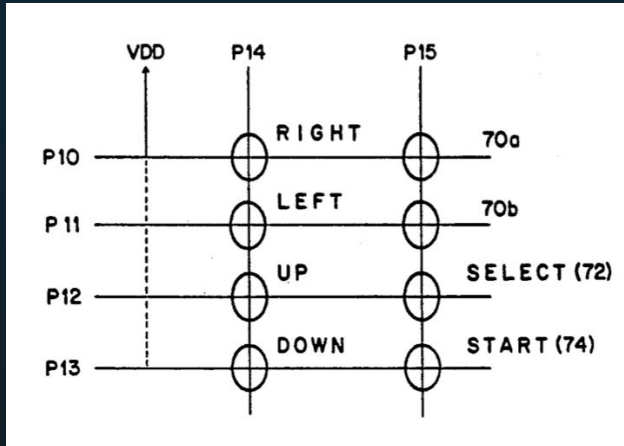 VDD P14 P15
RIGHT 70a
P10
LEFT 70b
P11
UP SELECT (72)
P12
DOWN START (74)
P13